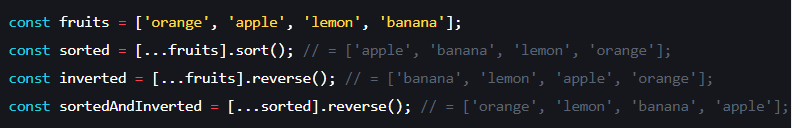 const fruits = ['orange', 'apple', 'lemon', 'banana'];
const sorted = [...fruits].sort(); // = ['apple', 'banana', 'lemon', 'orange'];
const inverted = [...fruits].reverse(); // = ['banana', 'lemon', 'apple', 'orange'];
const sortedAndInverted = [...sorted].reverse(); // = ['orange', 'lemon', 'banana', 'apple'];